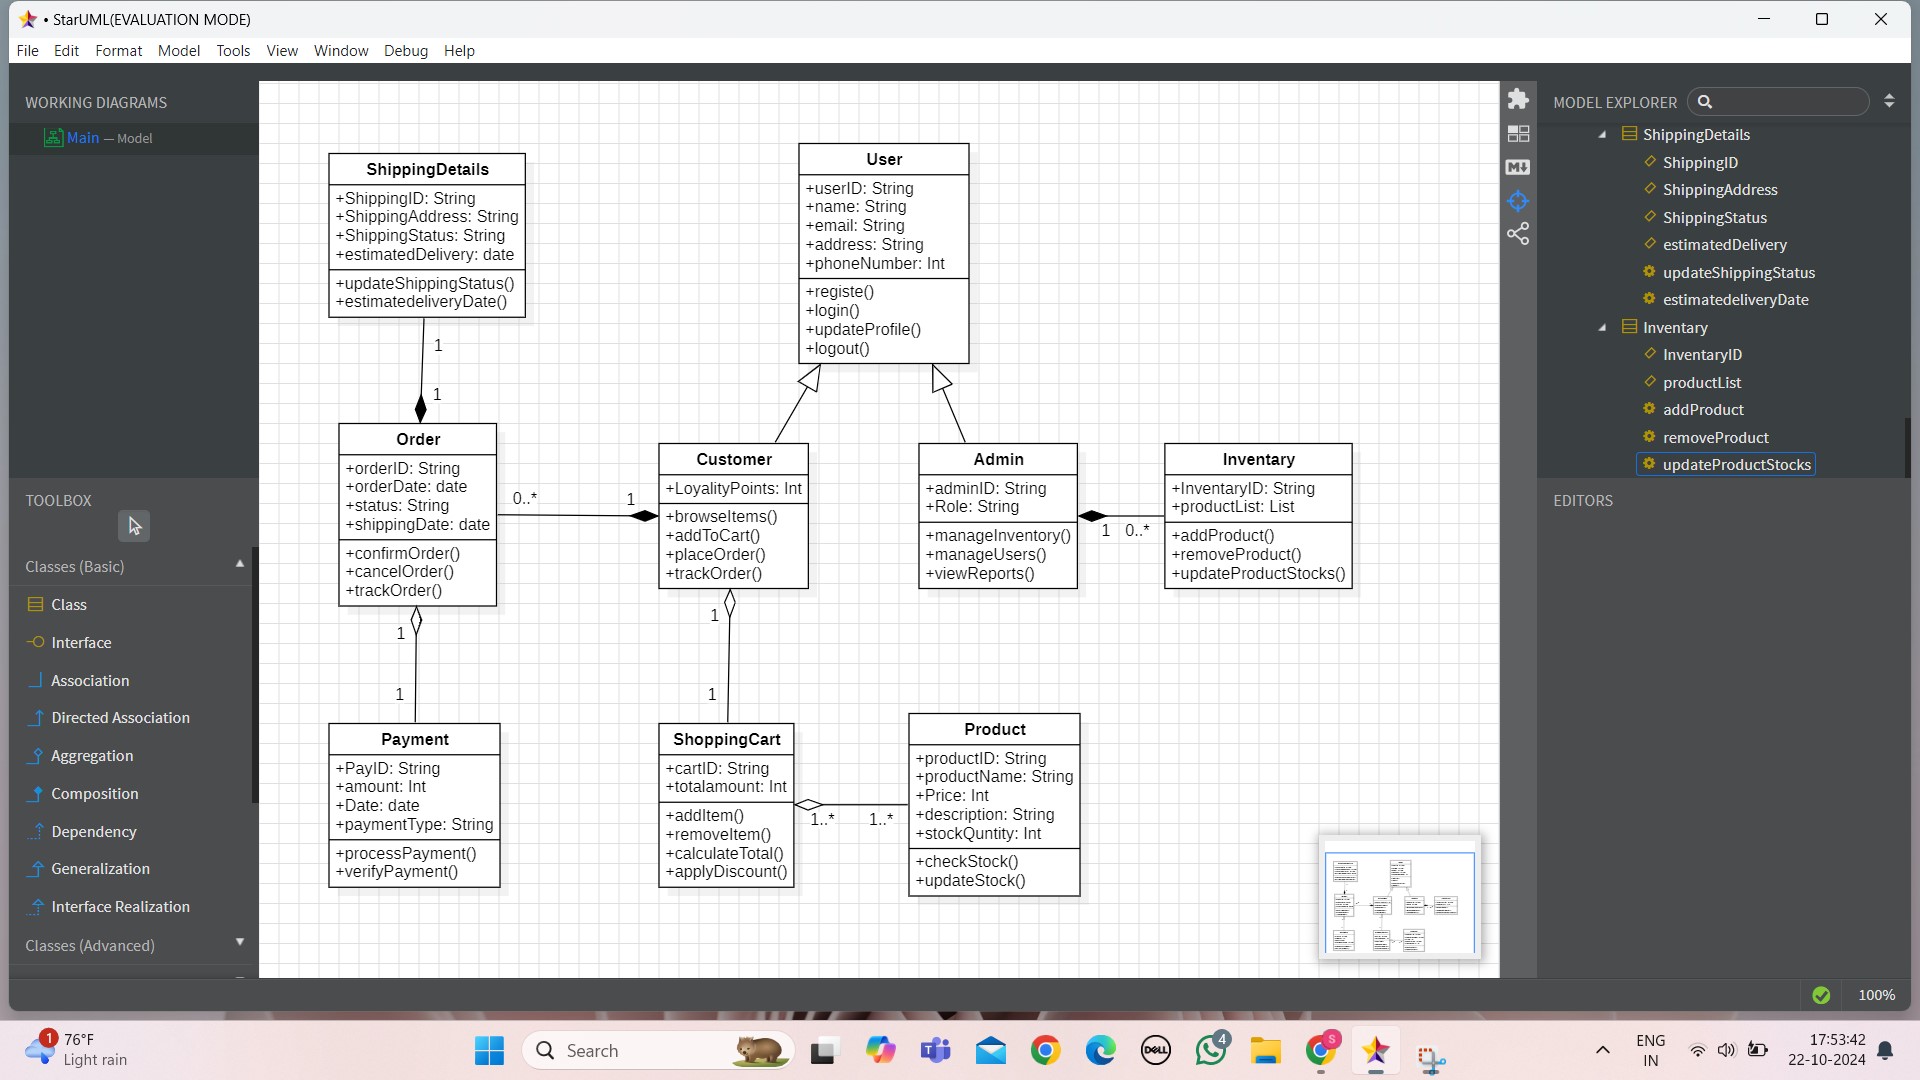 • StarUML(EVALUATION MODE)
File Edit Format Model Tools View Window Debug Help
WORKING DIAGRAMS
Main — Model
TOOLBOX
Classes (Basic)
Class
Interface
Association
Directed Association
Aggregation
Composition
Dependency
Generalization
Interface Realization
Classes (Advanced)
ShippingDetails
+ShippingID: String
+ShippingAddress: String
+ShippingStatus: String
+estimatedDelivery: date
+updateShippingStatus()
+estimatedeliveryDate()
1
1
User
+userID: String
+name: String
+email: String
+address: String
+phoneNumber: Int
+registe()
+login()
+updateProfile()
+logout()
Order
+orderID: String
+orderDate: date
+status: String
+shippingDate: date
+confirmOrder()
+cancelOrder()
+trackOrder()
0..*
1
Customer
+LoyalityPoints: Int
+browseItems()
+addToCart()
+placeOrder()
+trackOrder()
Admin
+adminID: String
+Role: String
+manageInventory()
+manageUsers()
+viewReports()
1 0..*
Inventary
+InventaryID: String
+productList: List
+addProduct()
+removeProduct()
+updateProductStocks()
1
1
1
1
Payment
+PayID: String
+amount: Int
+Date: date
+paymentType: String
+processPayment()
+verifyPayment()
ShoppingCart
+cartID: String
+totalamount: Int
+addItem()
+removeItem()
+calculateTotal()
+applyDiscount()
1..* 1..*
Product
+productID: String
+productName: String
+Price: Int
+description: String
+stockQuntity: Int
+checkStock()
+updateStock()
MODEL EXPLORER
ShippingDetails
ShippingID
ShippingAddress
ShippingStatus
estimatedDelivery
updateShippingStatus
estimatedeliveryDate
Inventary
InventaryID
productList
addProduct
removeProduct
updateProductStocks
EDITORS
100%
1
76°F
Light rain
Search
DELL
4
S
ENG
IN
17:53:42
22-10-2024